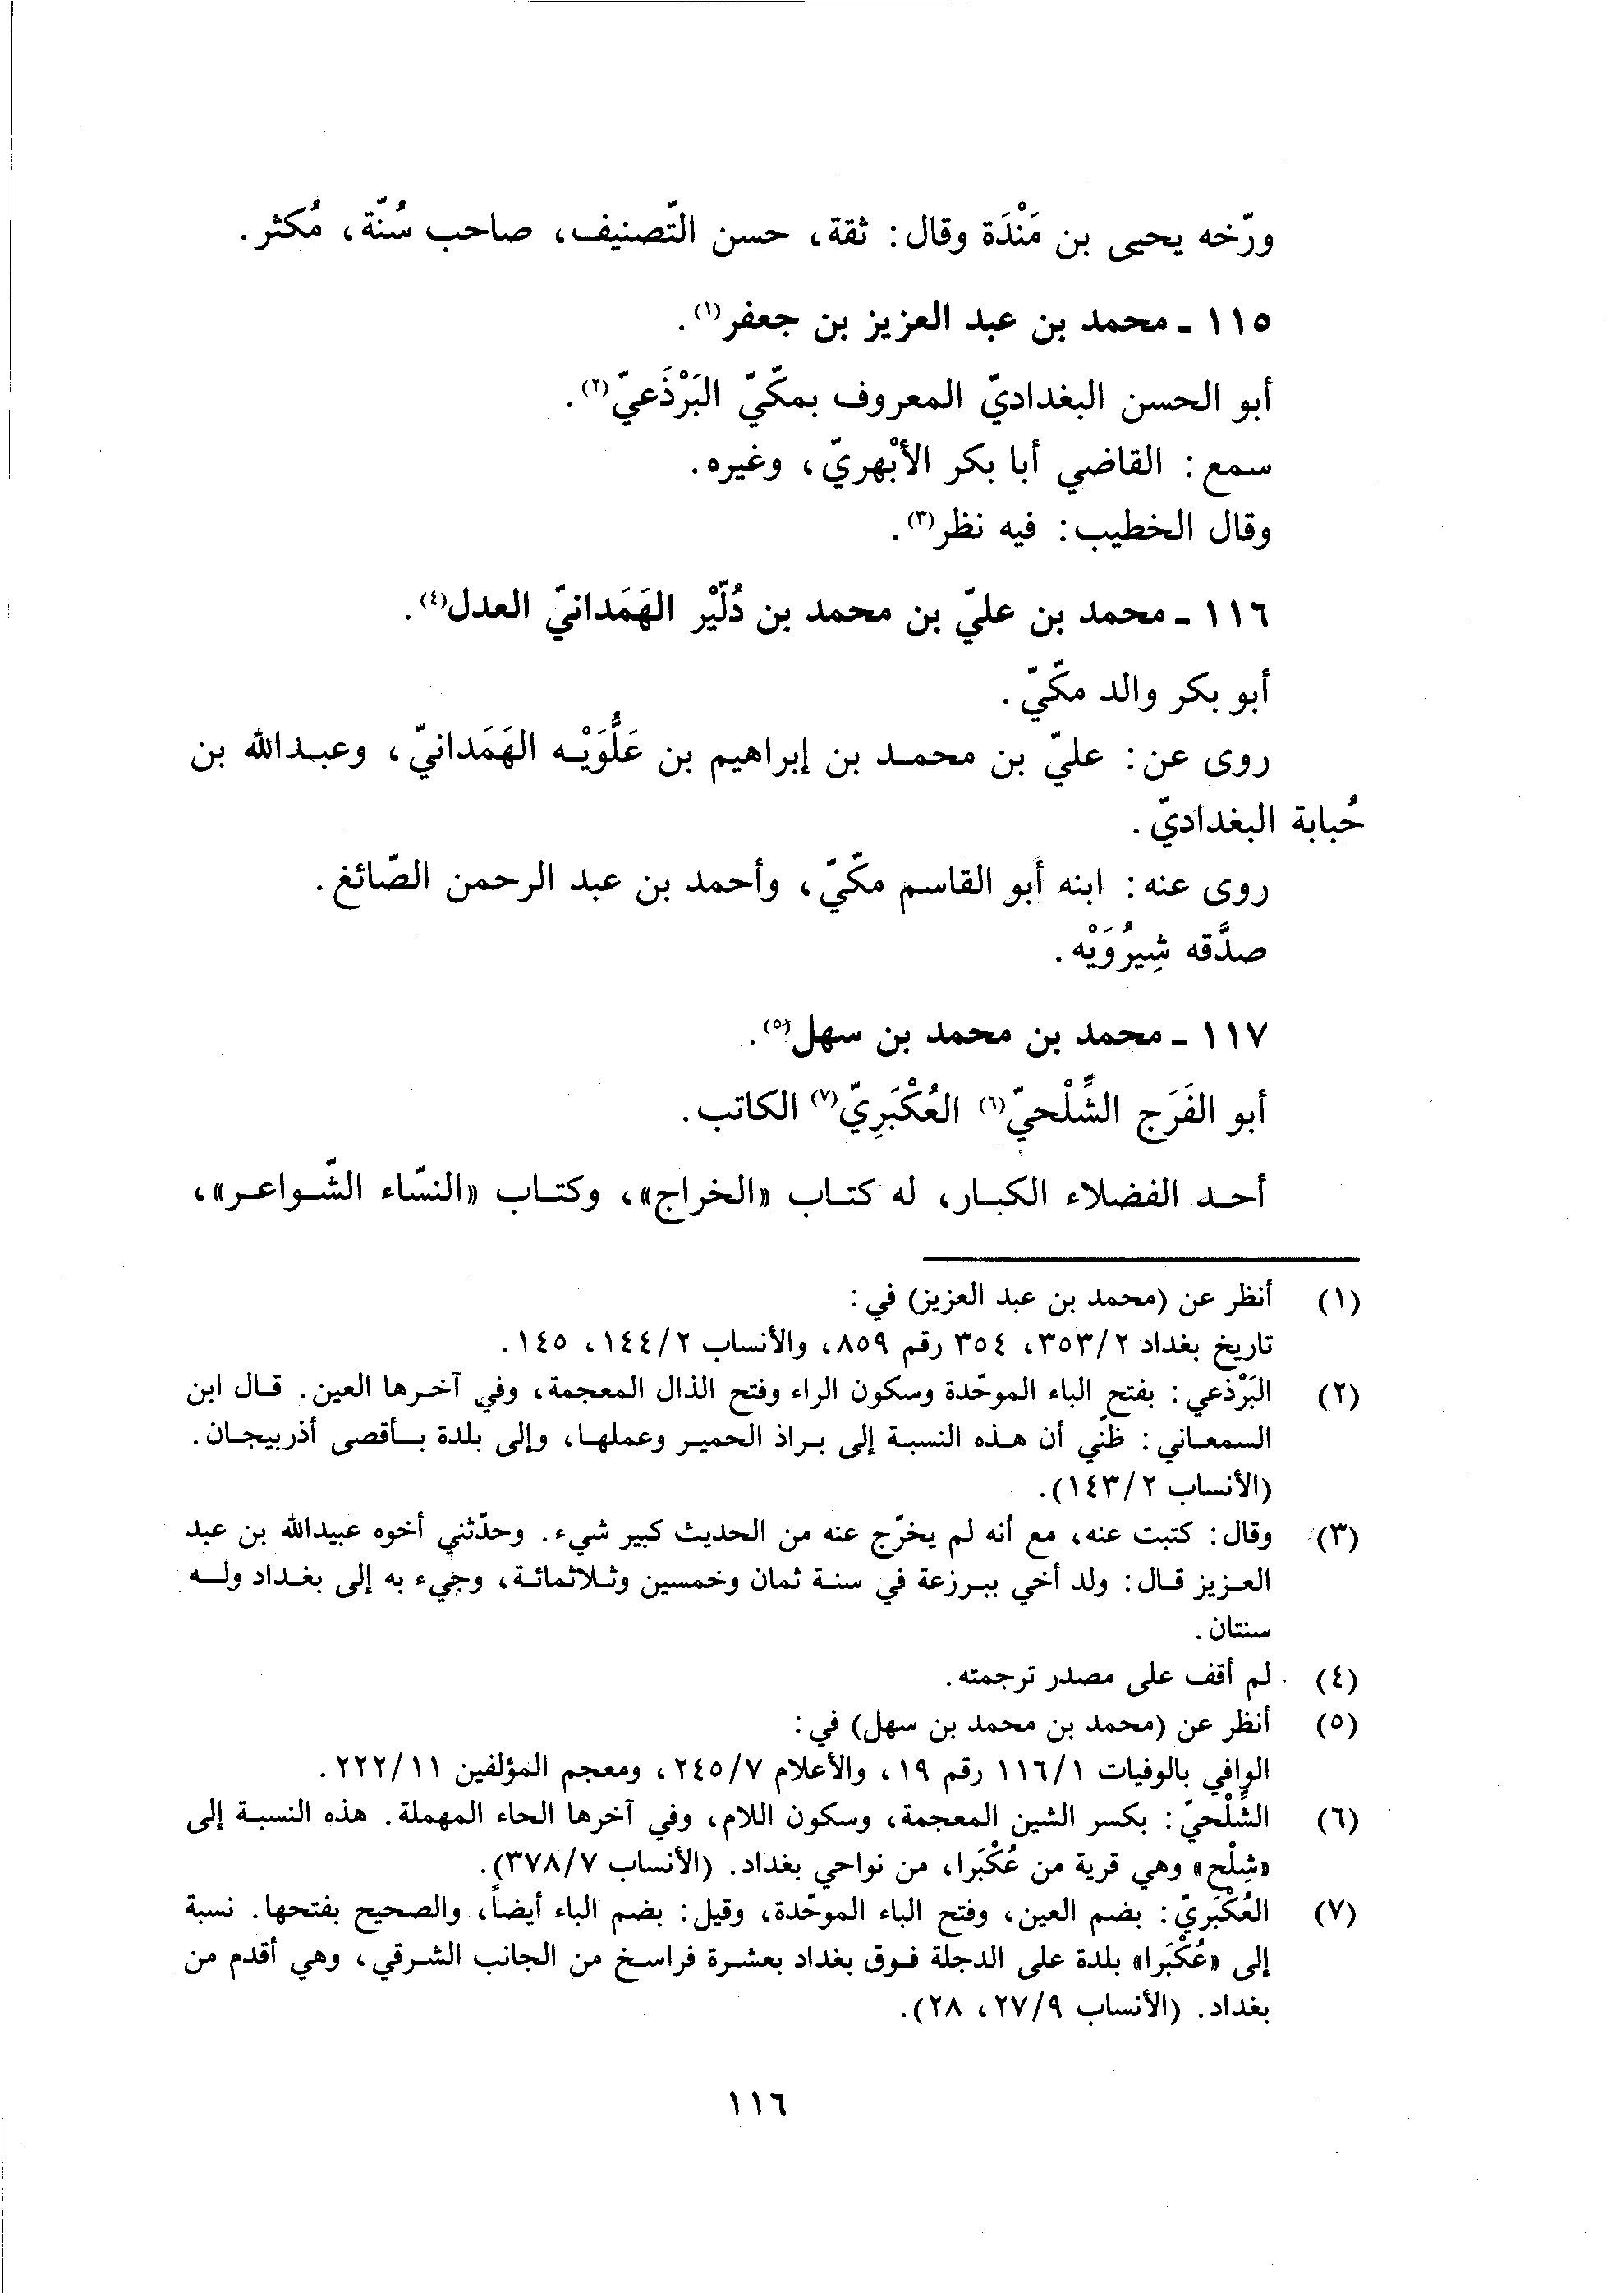 ورّخه يحيى بن مَنْدَة وقال: ثقة، حسن التّصنيف، صاحب سُنّة، مُكثر.
١١٥ ـ محمد بن عبد العزيز بن جعفر(١).
أبو الحسن البغداديّ المعروف بمكّيّ البَرْذَعيّ(٢).
سمع: القاضي أبا بكر الأبْهريّ، وغيره.
وقال الخطيب: فيه نظر(٣).
١١٦ ـ محمد بن عليّ بن محمد بن دُلّيْر الهَمَدانيّ العدل(٤).
أبو بكر والد مكّيّ.
روى عن: عليّ بن محمد بن إبراهيم بن عَلُّوَيْه الهَمَدانيّ، وعبدالله بن
حُبابة البغداديّ.
روى عنه: ابنه أبو القاسم مكّيّ، وأحمد بن عبد الرحمن الصّائغ.
صدَّقه شِيرُوَيْه.
١١٧ ـ محمد بن محمد بن سهل(٥).
أبو الفَرَج الشِّلْحيّ(٦) العُكْبَرِيّ(٧) الكاتب.
أحد الفضلاء الكبار، له كتاب «الخراج»، وكتاب «النسّاء الشّواعر»،
(١) أنظر عن (محمد بن عبد العزيز) في:
تاريخ بغداد ٣٥٣/٢، ٣٥٤ رقم ٨٥٩، والأنساب ١٤٤/٢، ١٤٥.
(٢) البَرْذعي: بفتح الباء الموحّدة وسكون الراء وفتح الذال المعجمة، وفي آخرها العين. قال ابن
السمعاني: ظنّي أن هذه النسبة إلى براذ الحمير وعملها، وإلى بلدة بأقصى أذربيجان.
(الأنساب ١٤٣/٢).
(٣) وقال: كتبت عنه، مع أنه لم يخرّج عنه من الحديث كبير شيء. وحدّثني أخوه عبيدالله بن عبد
العزيز قال: ولد أخي ببرزعة في سنة ثمان وخمسين وثلاثمائة، وجيء به إلى بغداد وله
سنتان.
(٤) لم أقف على مصدر ترجمته.
(٥) أنظر عن (محمد بن محمد بن سهل) في:
الوافي بالوفيات ١١٦/١ رقم ١٩، والأعلام ٢٤٥/٧، ومعجم المؤلفين ٢٢٢/١١.
(٦) الشِّلْحيّ: بكسر الشين المعجمة، وسكون اللام، وفي آخرها الحاء المهملة. هذه النسبة إلى
«شِلْح» وهي قرية من عُكْبَرا، من نواحي بغداد. (الأنساب ٣٧٨/٧).
(٧) العُكْبَريّ: بضم العين، وفتح الباء الموحّدة، وقيل: بضم الباء أيضاً، والصحيح بفتحها. نسبة
إلى «عُكْبَرا» بلدة على الدجلة فوق بغداد بعشرة فراسخ من الجانب الشرقي، وهي أقدم من
بغداد. (الأنساب ٢٧/٩، ٢٨).
١١٦